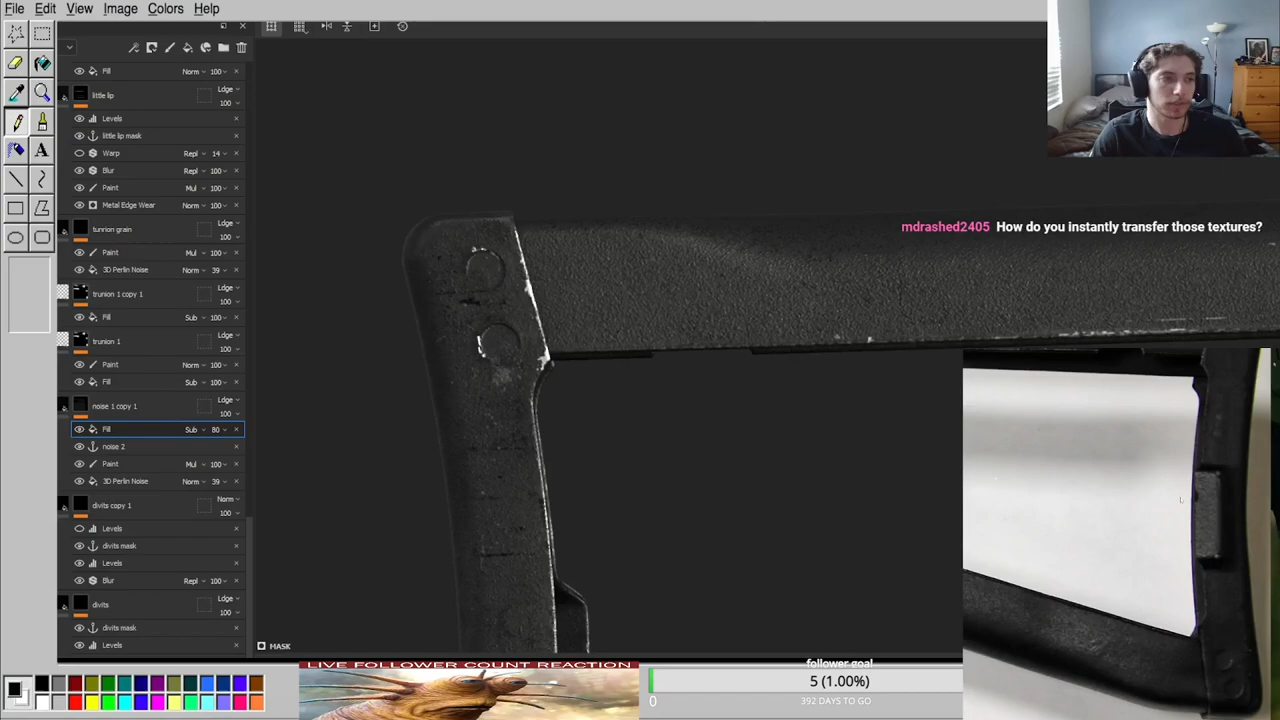 File Edit View Image Colors Help
Fill Norm 100
little lip Ldge 100
Levels
little lip mask
Warp Repl 14
Blur Repl 100
Paint Mul 100
Metal Edge Wear Norm 100
tunrion grain Ldge 100
Paint Mul 100
3D Perlin Noise Norm 39
trunion 1 copy 1 Ldge 100
Fill Sub 100
trunion 1 Ldge 100
Paint Norm 100
Fill Sub 100
noise 1 copy 1 Ldge 100
Fill Sub 80
noise 2
Paint Mul 100
3D Perlin Noise Norm 39
divits copy 1 Norm 100
Levels
divits mask
Levels
Blur Repl 100
divits Ldge 100
divits mask
Levels
mdrashed2405 How do you instantly transfer those textures?
MASK
LIVE FOLLOWER COUNT REACTION
follower goal
5 (1.00%)
0
392 DAYS TO GO